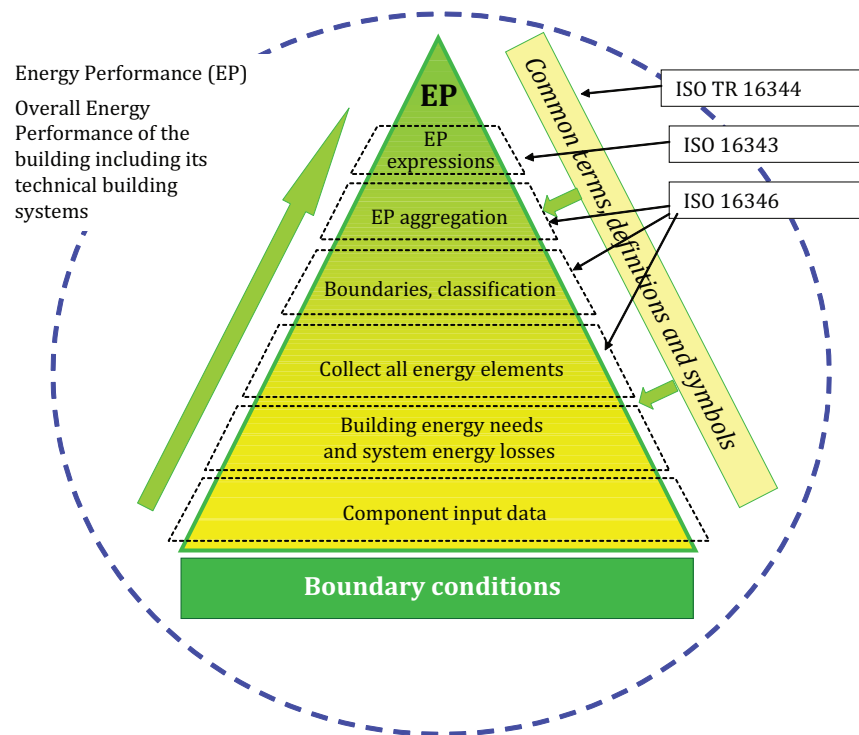 Energy Performance (EP)
Overall Energy
Performance of the
building including its
technical building
systems
EP
EP
expressions
EP aggregation
Boundaries, classification
Collect all energy elements
Building energy needs
and system energy losses
Component input data
Boundary conditions
Common terms, definitions and symbols
ISO TR 16344
ISO 16343
ISO 16346